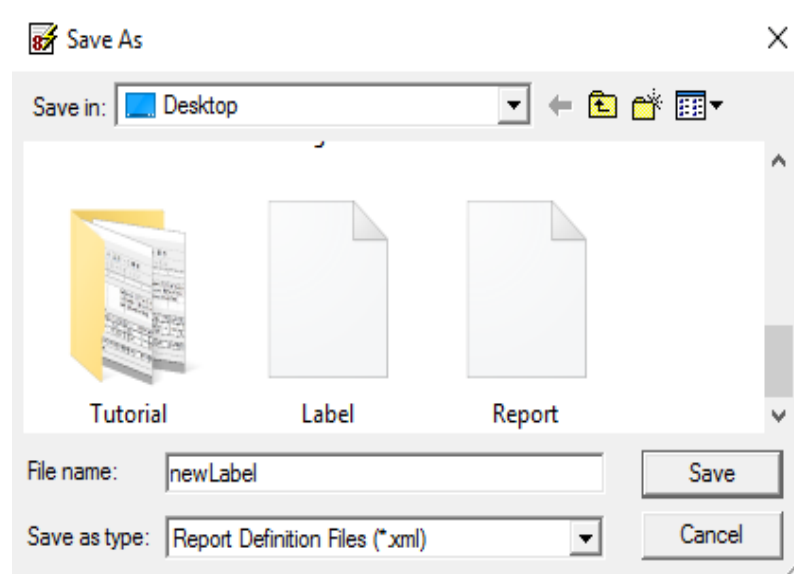 Save As
Save in: Desktop
Tutorial Label Report
File name: newLabel Save
Save as type: Report Definition Files (*.xml) Cancel